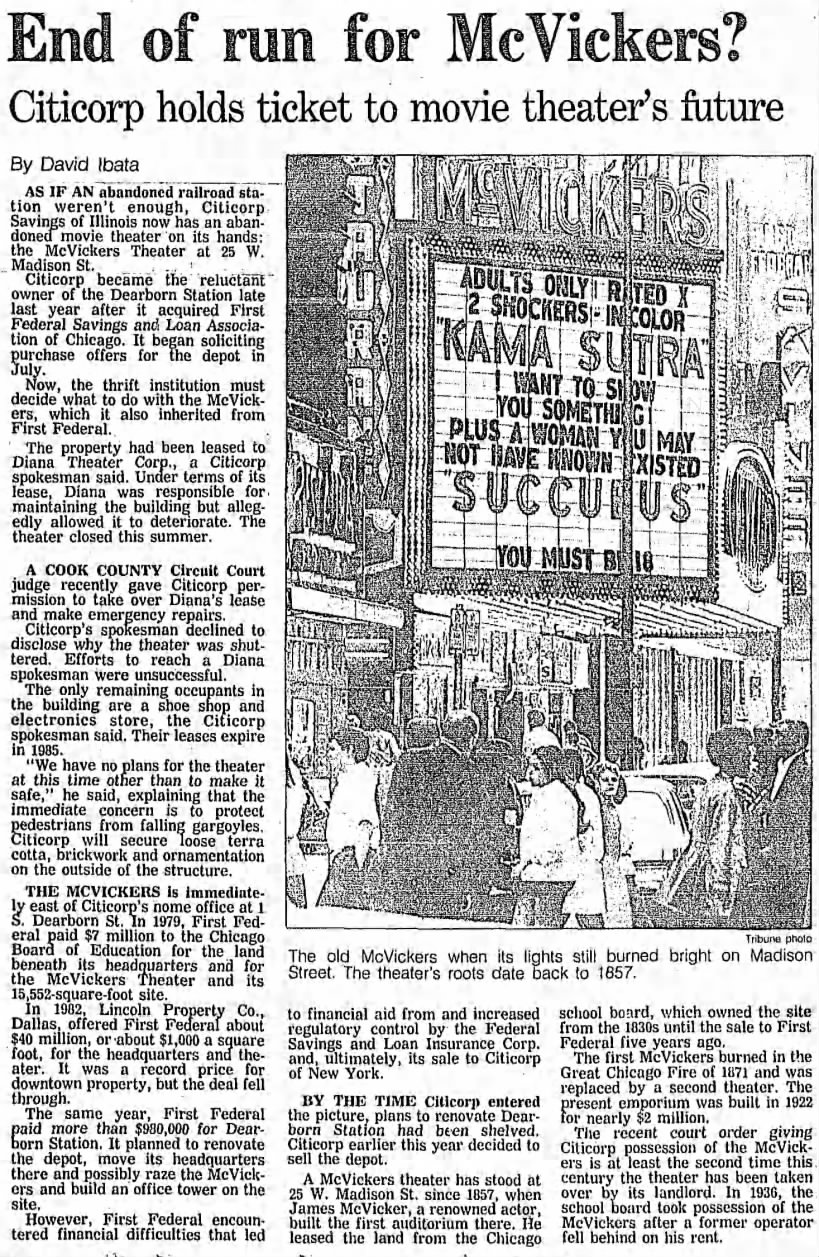 End of run for McVickers?
Citicorp holds ticket to movie theater's future
By David Ibata
AS IF AN abandoned railroad sta-
tion weren't enough, Citicorp
Savings of Illinois now has an aban-
doned movie theater on its hands:
the McVickers Theater at 25 W.
Madison St.
Citicorp became the reluctant
owner of the Dearborn Station late
last year after it acquired First
Federal Savings and Loan Associa-
tion of Chicago. It began soliciting
purchase offers for the depot in
July.
Now, the thrift institution must
decide what to do with the McVick-
ers, which it also inherited from
First Federal.
The property had been leased to
Diana Theater Corp., a Citicorp
spokesman said. Under terms of its
lease, Diana was responsible for
maintaining the building but alleg-
edly allowed it to deteriorate. The
theater closed this summer.
A COOK COUNTY Circuit Court
judge recently gave Citicorp per-
mission to take over Diana's lease
and make emergency repairs.
Citicorp's spokesman declined to
disclose why the theater was shut-
tered. Efforts to reach a Diana
spokesman were unsuccessful.
The only remaining occupants in
the building are a shoe shop and
electronics store, the Citicorp
spokesman said. Their leases expire
in 1985.
"We have no plans for the theater
at this time other than to make it
safe," he said, explaining that the
immediate concern is to protect
pedestrians from falling gargoyles.
Citicorp will secure loose terra
cotta, brickwork and ornamentation
on the outside of the structure.
THE MCVICKERS is immediate-
ly east of Citicorp's home office at 1
S. Dearborn St. In 1979, First Fed-
eral paid $7 million to the Chicago
Board of Education for the land
beneath its headquarters and for
the McVickers Theater and its
15,552-square-foot site.
In 1982, Lincoln Property Co.,
Dallas, offered First Federal about
$40 million, or about $1,000 a square
foot, for the headquarters and the-
ater. It was a record price for
downtown property, but the deal fell
through.
The same year, First Federal
paid more than $980,000 for Dear-
born Station. It planned to renovate
the depot, move its headquarters
there and possibly raze the McVick-
ers and build an office tower on the
site.
However, First Federal encoun-
tered financial difficulties that led
McVICKERS
ADULTS ONLY RATED X
2 SHOCKERS - IN COLOR
"KAMA SUTRA"
I WANT TO SHOW
YOU SOMETHING
PLUS A WOMAN YOU MAY
NOT HAVE KNOWN EXISTED
"SUCCUBUS"
YOU MUST BE 18
Tribune photo
The old McVickers when its lights still burned bright on Madison
Street. The theater's roots date back to 1857.
to financial aid from and increased
regulatory control by the Federal
Savings and Loan Insurance Corp.
and, ultimately, its sale to Citicorp
of New York.
BY THE TIME Citicorp entered
the picture, plans to renovate Dear-
born Station had been shelved.
Citicorp earlier this year decided to
sell the depot.
A McVickers theater has stood at
25 W. Madison St. since 1857, when
James McVicker, a renowned actor,
built the first auditorium there. He
leased the land from the Chicago
school board, which owned the site
from the 1830s until the sale to First
Federal five years ago.
The first McVickers burned in the
Great Chicago Fire of 1871 and was
replaced by a second theater. The
present emporium was built in 1922
for nearly $2 million.
The recent court order giving
Citicorp possession of the McVick-
ers is at least the second time this
century the theater has been taken
over by its landlord. In 1936, the
school board took possession of the
McVickers after a former operator
fell behind on his rent.